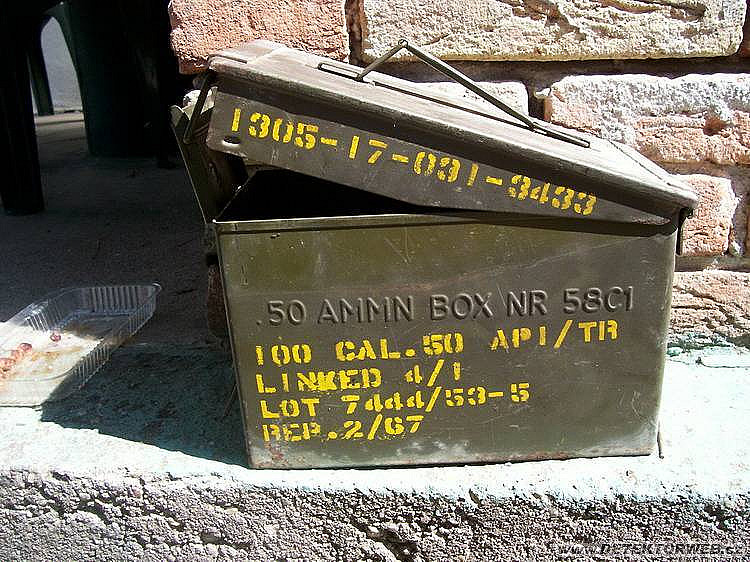 1305-17-031-3433
.50 AMMN BOX NR 58C1
100 CAL.50 API/TR
LINKED 4/1
LOT 7444/53-5
REP.2/67
www.DETEKTORWEB.cz